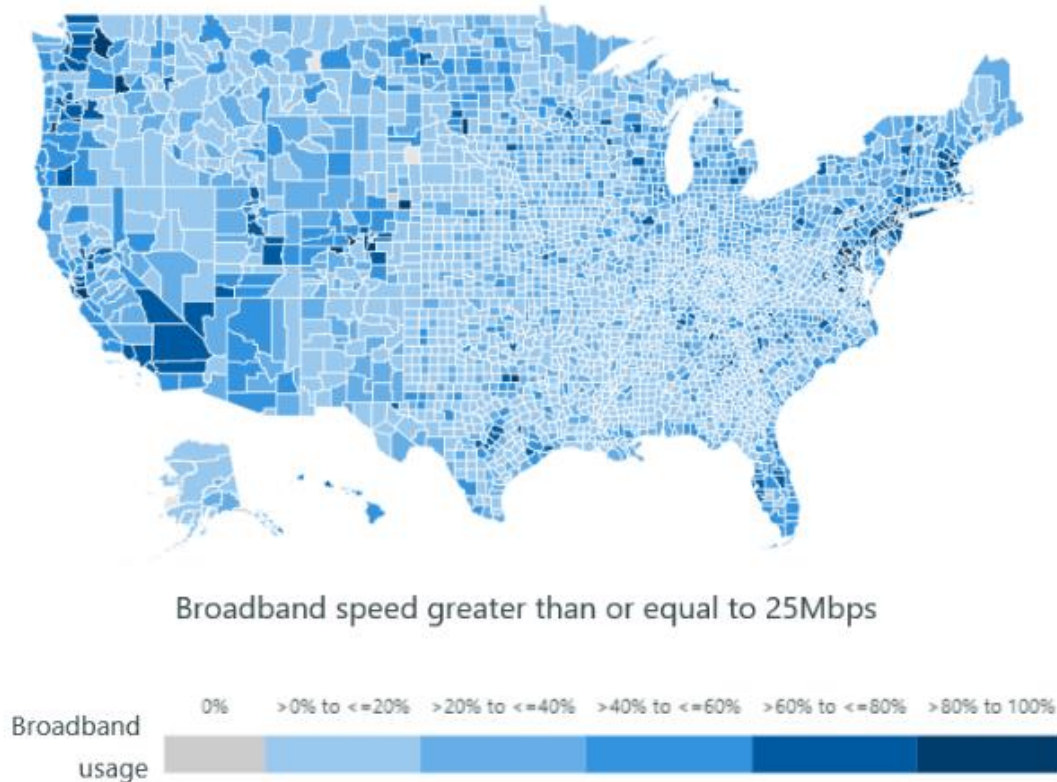 Broadband speed greater than or equal to 25Mbps
0% >0% to <=20% >20% to <=40% >40% to <=60% >60% to <=80% >80% to 100%
Broadband
usage